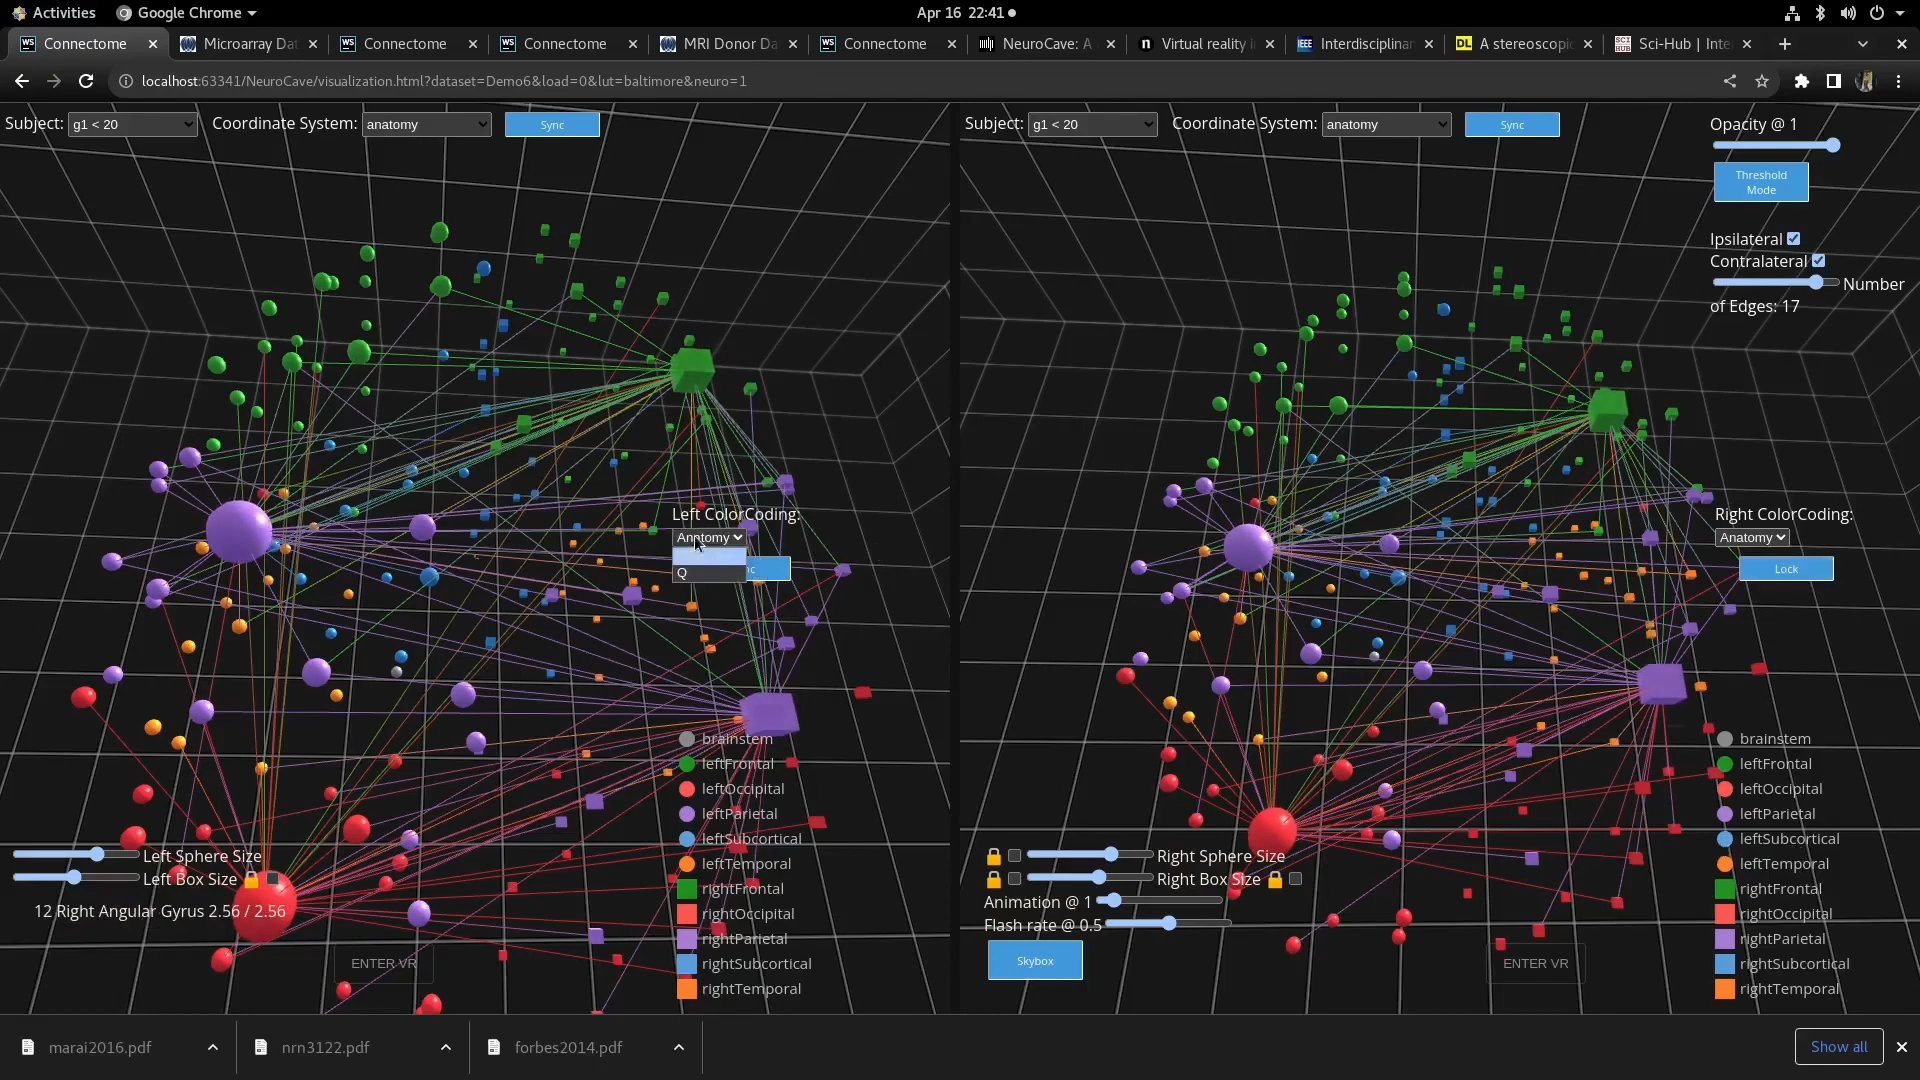 Activities Google Chrome Apr 16 22:41
Connectome Microarray Dat Connectome Connectome MRI Donor Da Connectome NeuroCave: A Virtual reality i Interdisciplinar A stereoscopic Sci-Hub | Inte
localhost:63341/NeuroCave/visualization.html?dataset=Demo6&load=0&lut=baltimore&neuro=1
Subject: g1 < 20 Coordinate System: anatomy Sync
Subject: g1 < 20 Coordinate System: anatomy Sync
Opacity @ 1
Threshold
Mode
Ipsilateral
Contralateral
Number
of Edges: 17
Left ColorCoding:
Anatomy
Q
Right ColorCoding:
Anatomy
Lock
brainstem
leftFrontal
leftOccipital
leftParietal
leftSubcortical
leftTemporal
rightFrontal
rightOccipital
rightParietal
rightSubcortical
rightTemporal
Left Sphere Size
Left Box Size
12 Right Angular Gyrus 2.56 / 2.56
ENTER VR
Right Sphere Size
Right Box Size
Animation @ 1
Flash rate @ 0.5
Skybox
ENTER VR
brainstem
leftFrontal
leftOccipital
leftParietal
leftSubcortical
leftTemporal
rightFrontal
rightOccipital
rightParietal
rightSubcortical
rightTemporal
marai2016.pdf nrn3122.pdf forbes2014.pdf Show all